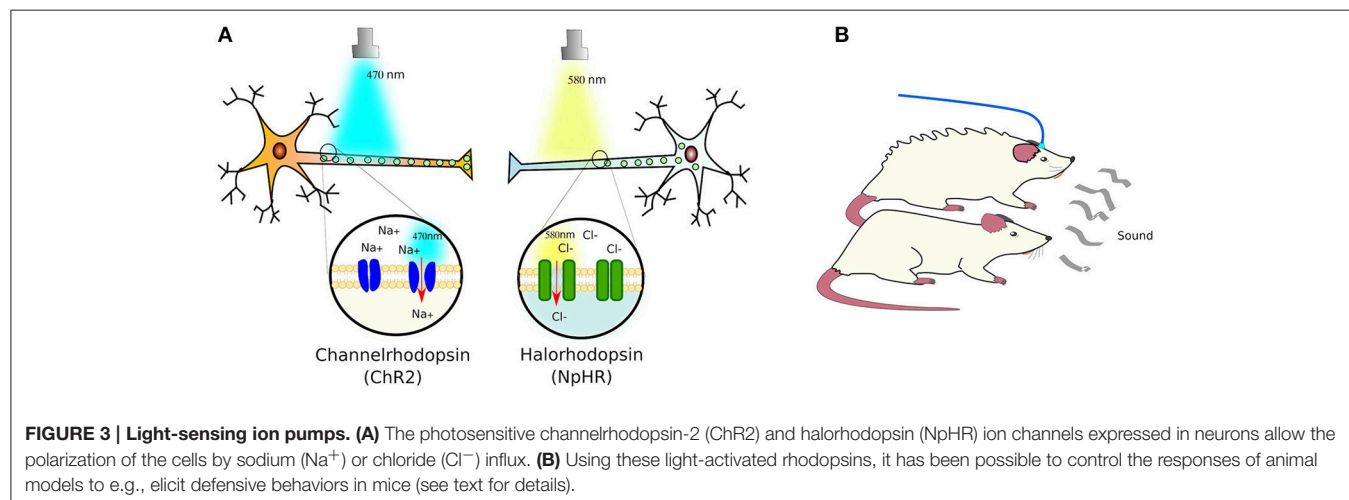 A
B
470 nm
580 nm
Na+
Na+
Na+
470nm
Na+
580nm
Cl-
Cl-
Cl-
Cl-
Sound
Channelrhodopsin
(ChR2)
Halorhodopsin
(NpHR)
FIGURE 3 | Light-sensing ion pumps. (A) The photosensitive channelrhodopsin-2 (ChR2) and halorhodopsin (NpHR) ion channels expressed in neurons allow the
polarization of the cells by sodium (Na⁺) or chloride (Cl⁻) influx. (B) Using these light-activated rhodopsins, it has been possible to control the responses of animal
models to e.g., elicit defensive behaviors in mice (see text for details).